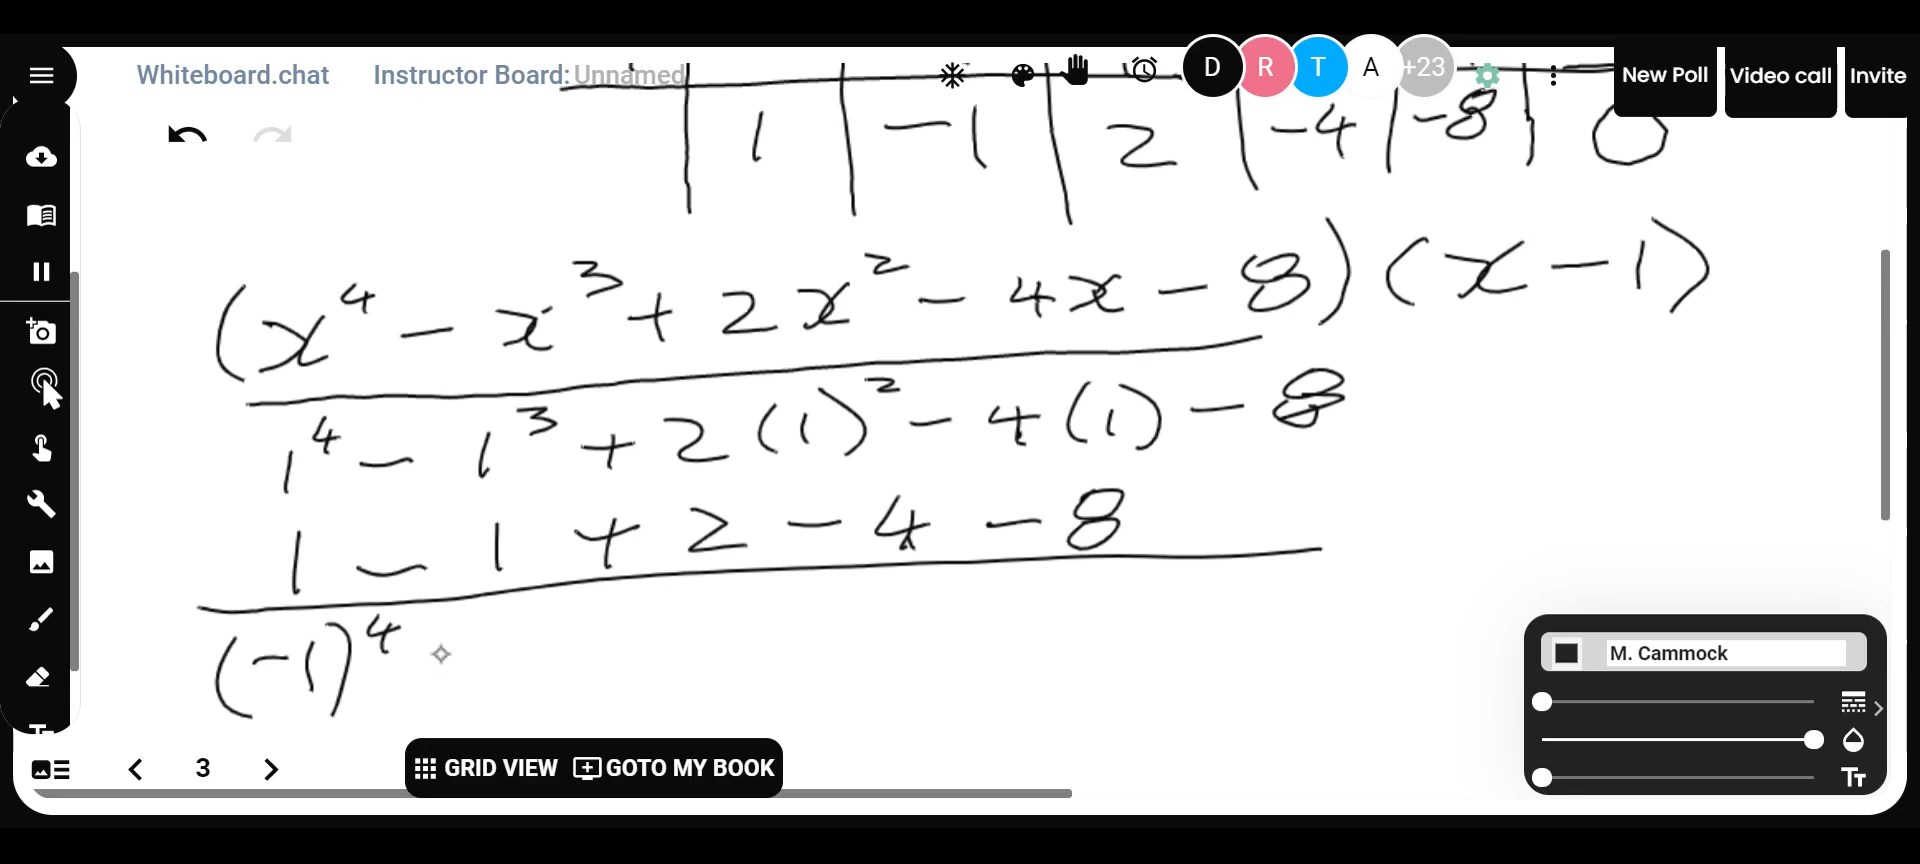 Whiteboard.chat Instructor Board: Unnamed D R T A +23 New Poll Video call Invite
1 | -1 | 2 | -4 | -8 | 0
(x⁴ - x³ + 2x² - 4x - 8)(x - 1)
1⁴ - 1³ + 2(1)² - 4(1) - 8
1 - 1 + 2 - 4 - 8
(-1)⁴
M. Cammock
3 GRID VIEW GOTO MY BOOK